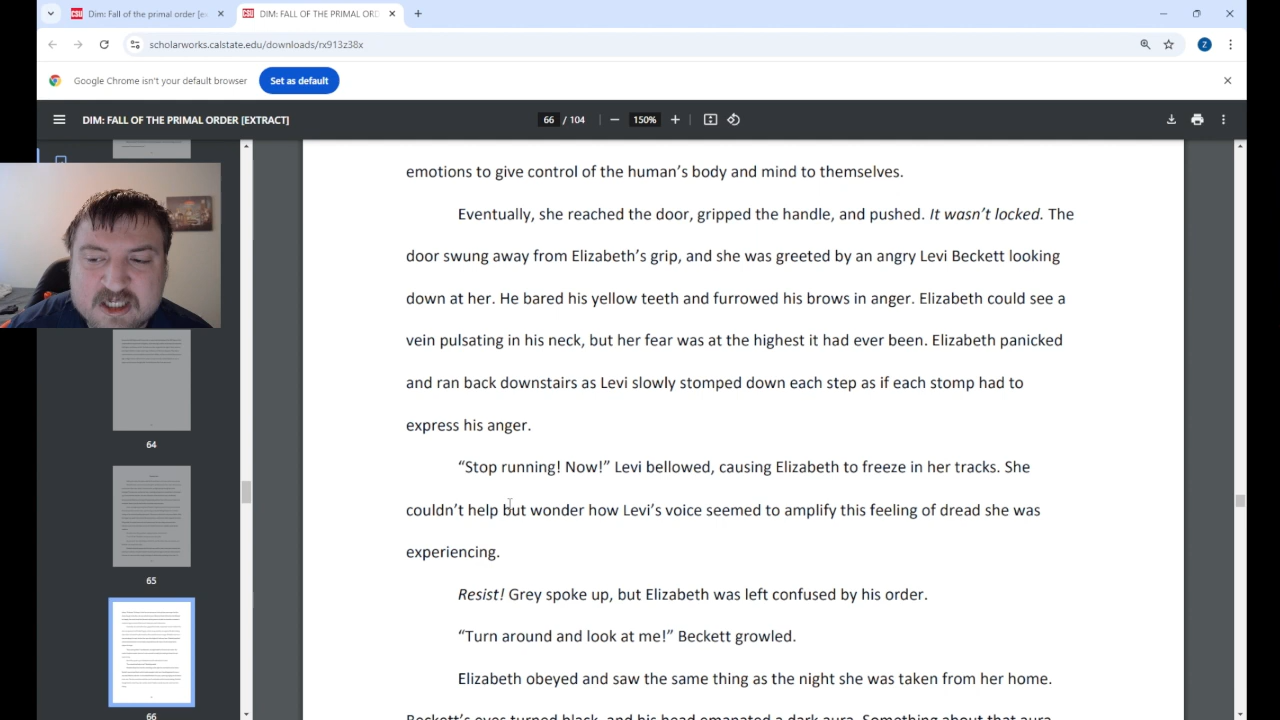 DIM: Fall of the primal order [ex
DIM: FALL OF THE PRIMAL ORD
scholarworks.calstate.edu/downloads/rx913z38x
Z
Google Chrome isn't your default browser
Set as default
DIM: FALL OF THE PRIMAL ORDER [EXTRACT]
66 / 104
150%
64
65
66
emotions to give control of the human's body and mind to themselves.
Eventually, she reached the door, gripped the handle, and pushed. It wasn't locked. The
door swung away from Elizabeth's grip, and she was greeted by an angry Levi Beckett looking
down at her. He bared his yellow teeth and furrowed his brows in anger. Elizabeth could see a
vein pulsating in his neck, but her fear was at the highest it had ever been. Elizabeth panicked
and ran back downstairs as Levi slowly stomped down each step as if each stomp had to
express his anger.
“Stop running! Now!” Levi bellowed, causing Elizabeth to freeze in her tracks. She
couldn't help but wonder how Levi's voice seemed to amplify this feeling of dread she was
experiencing.
Resist! Grey spoke up, but Elizabeth was left confused by his order.
“Turn around and look at me!” Beckett growled.
Elizabeth obeyed and saw the same thing as the night she was taken from her home.
Beckett's eyes turned black, and his head emanated a dark aura. Something about that aura